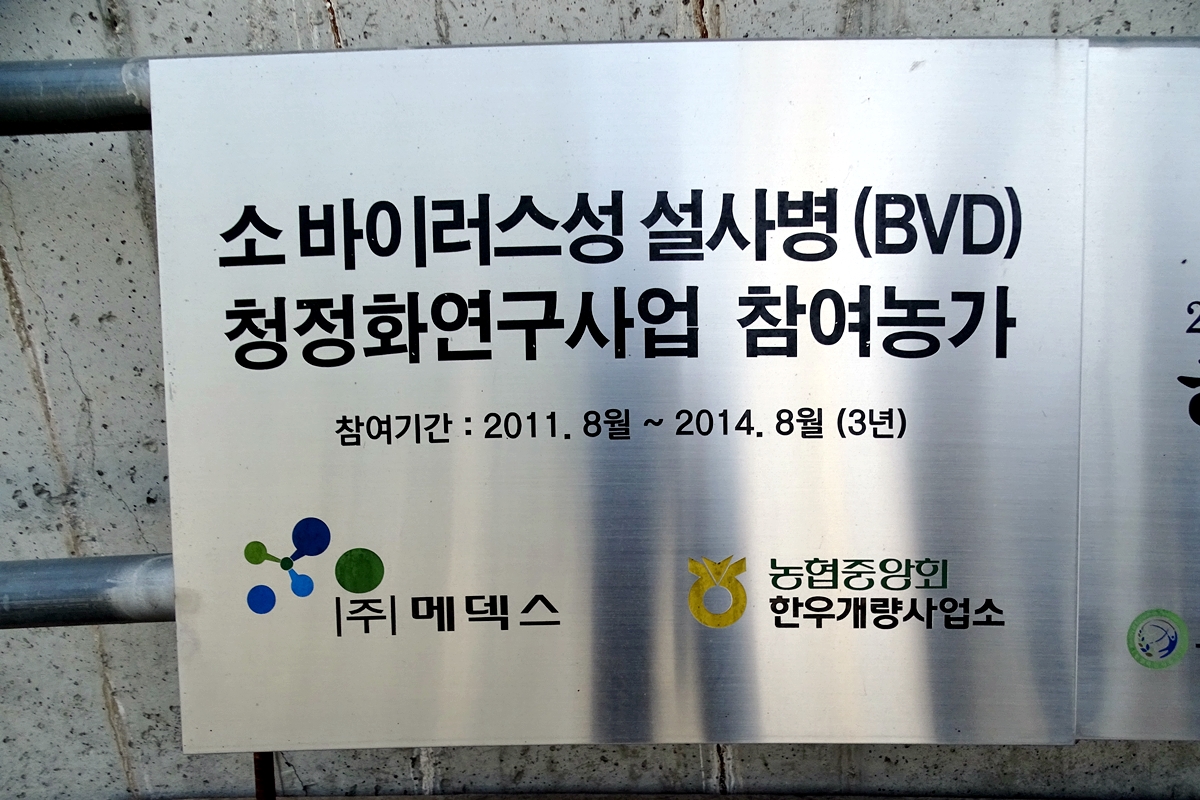 소 바이러스성 설사병 (BVD)
청정화연구사업 참여농가
참여기간 : 2011. 8월 ~ 2014. 8월 (3년)
|주| 메덱스
농협중앙회
한우개량사업소
2